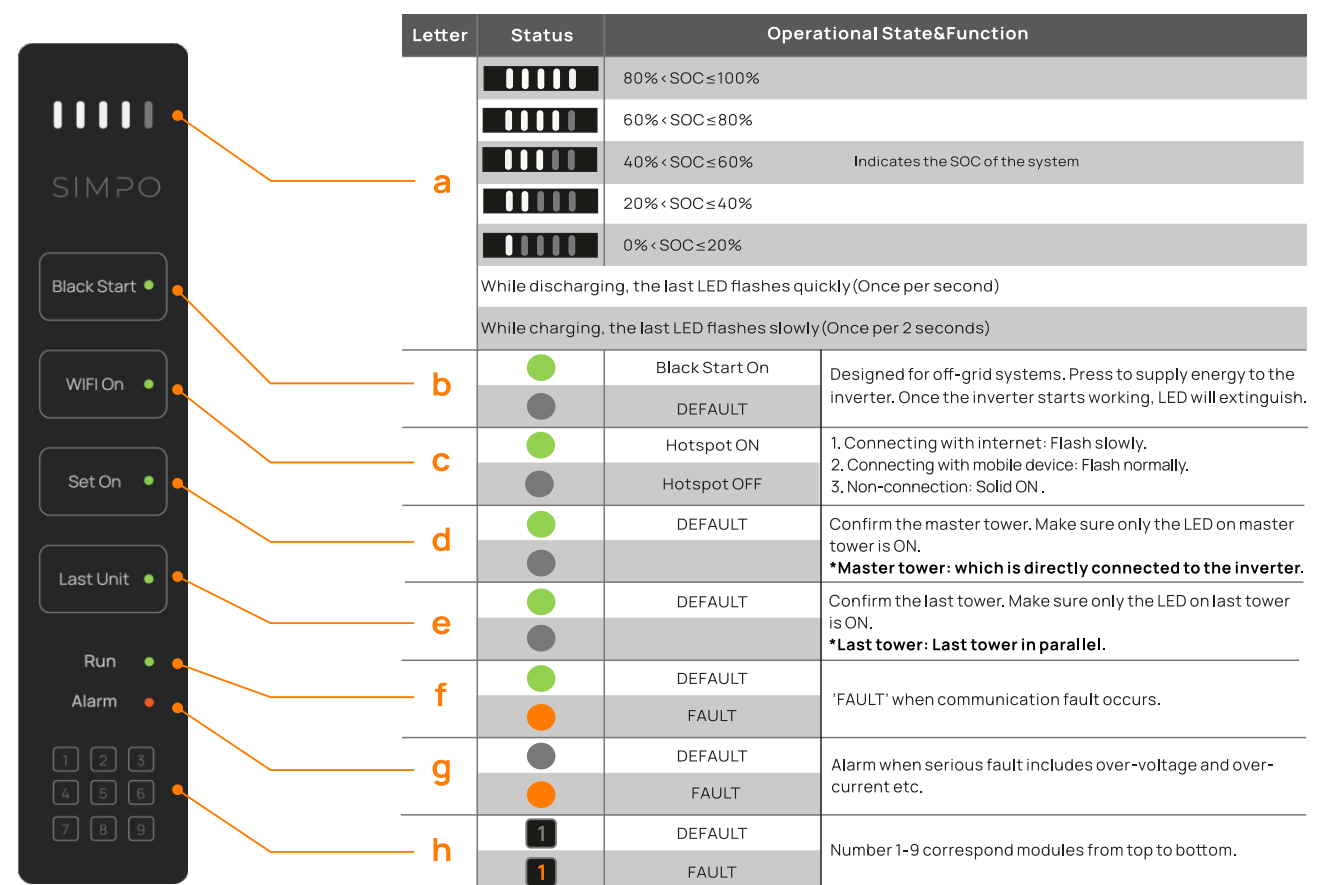 SIMPO
Black Start
WIFI On
Set On
Last Unit
Run
Alarm
1 2 3
4 5 6
7 8 9
Letter Status Operational State&Function
a
80%<SOC≤100%
60%<SOC≤80%
40%<SOC≤60% Indicates the SOC of the system
20%<SOC≤40%
0%<SOC≤20%
While discharging, the last LED flashes quickly(Once per second)
While charging, the last LED flashes slowly(Once per 2 seconds)
b
Black Start On
DEFAULT
Designed for off-grid systems. Press to supply energy to the
inverter. Once the inverter starts working, LED will extinguish.
c
Hotspot ON
Hotspot OFF
1. Connecting with internet: Flash slowly.
2. Connecting with mobile device: Flash normally.
3. Non-connection: Solid ON .
d
DEFAULT
Confirm the master tower. Make sure only the LED on master
tower is ON.
*Master tower: which is directly connected to the inverter.
e
DEFAULT
Confirm the last tower. Make sure only the LED on last tower
is ON.
*Last tower: Last tower in parallel.
f
DEFAULT
FAULT
‘FAULT’ when communication fault occurs.
g
DEFAULT
FAULT
Alarm when serious fault includes over-voltage and over-
current etc.
h
1 DEFAULT
1 FAULT
Number 1-9 correspond modules from top to bottom.